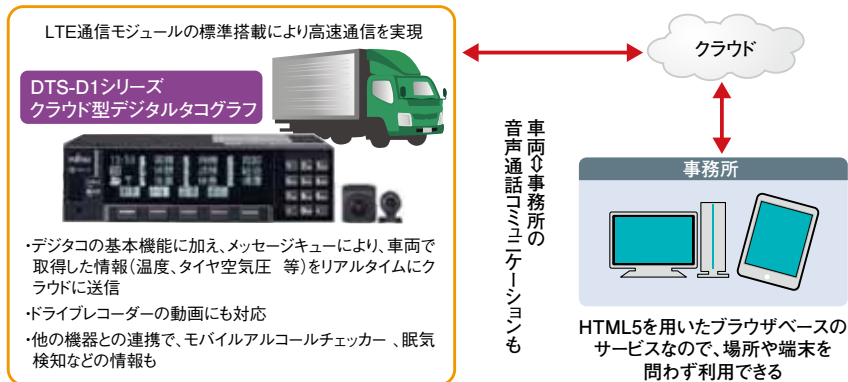 LTE通信モジュールの標準搭載により高速通信を実現
DTS-D1シリーズ
クラウド型デジタルタコグラフ
・デジタコの基本機能に加え、メッセージキューにより、車両で
取得した情報（温度、タイヤ空気圧　等）をリアルタイムにク
ラウドに送信
・ドライブレコーダーの動画にも対応
・他の機器との連携で、モバイルアルコールチェッカー 、眠気
検知などの情報も
車両⇔事務所の
音声通話コミュニケーションも
クラウド
事務所
HTML5を用いたブラウザベースの
サービスなので、場所や端末を
問わず利用できる